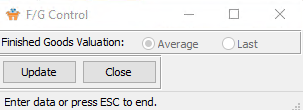 F/G Control
Finished Goods Valuation: Average Last
Update Close
Enter data or press ESC to end.